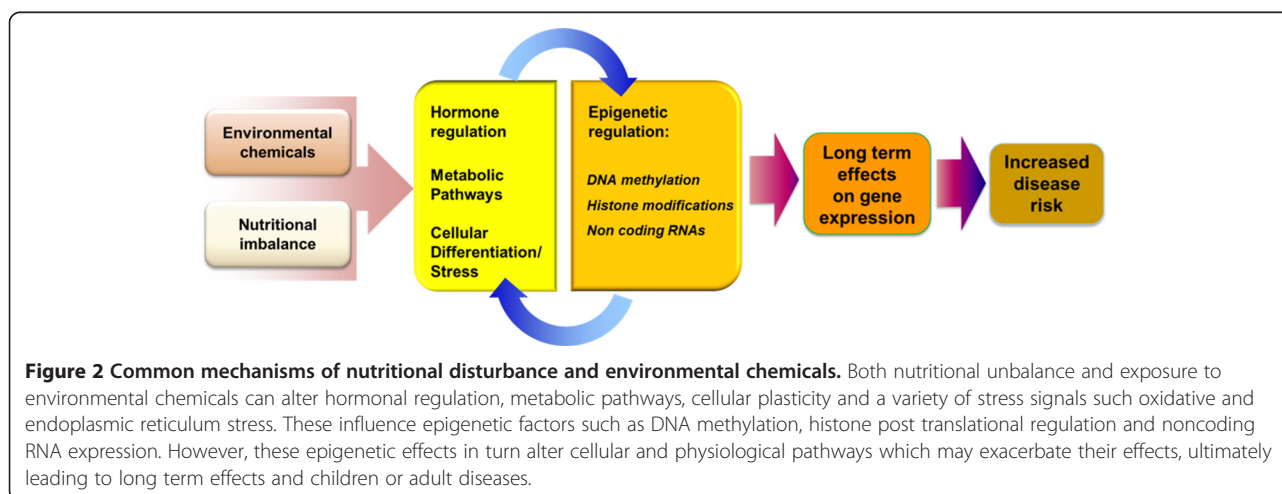 Environmental
chemicals
Nutritional
imbalance
Hormone
regulation
Metabolic
Pathways
Cellular
Differentiation/
Stress
Epigenetic
regulation:
DNA methylation
Histone modifications
Non coding RNAs
Long term
effects
on gene
expression
Increased
disease
risk
Figure 2 Common mechanisms of nutritional disturbance and environmental chemicals. Both nutritional unbalance and exposure to
environmental chemicals can alter hormonal regulation, metabolic pathways, cellular plasticity and a variety of stress signals such oxidative and
endoplasmic reticulum stress. These influence epigenetic factors such as DNA methylation, histone post translational regulation and noncoding
RNA expression. However, these epigenetic effects in turn alter cellular and physiological pathways which may exacerbate their effects, ultimately
leading to long term effects and children or adult diseases.